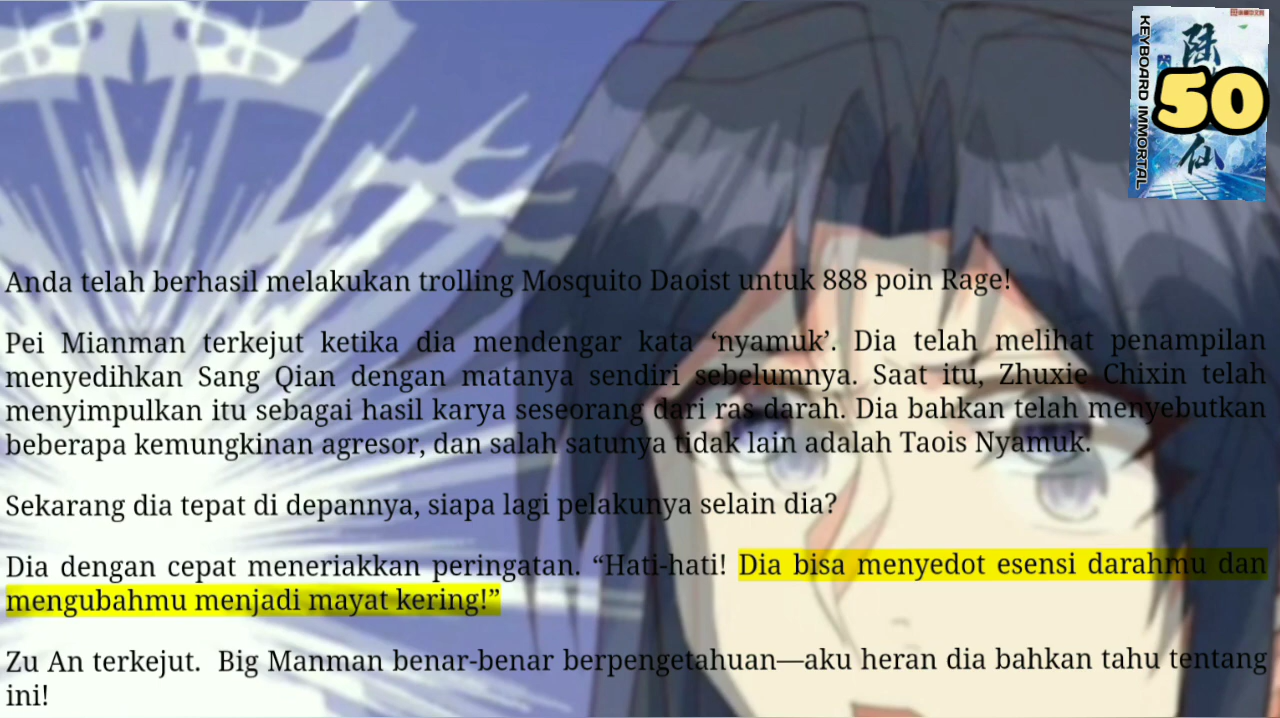 KEYBOARD IMMORTAL
陆
仙
50
Anda telah berhasil melakukan trolling Mosquito Daoist untuk 888 poin Rage!
Pei Mianman terkejut ketika dia mendengar kata ‘nyamuk’. Dia telah melihat penampilan
menyedihkan Sang Qian dengan matanya sendiri sebelumnya. Saat itu, Zhuxie Chixin telah
menyimpulkan itu sebagai hasil karya seseorang dari ras darah. Dia bahkan telah menyebutkan
beberapa kemungkinan agresor, dan salah satunya tidak lain adalah Taois Nyamuk.
Sekarang dia tepat di depannya, siapa lagi pelakunya selain dia?
Dia dengan cepat meneriakkan peringatan. “Hati-hati! Dia bisa menyedot esensi darahmu dan
mengubahmu menjadi mayat kering!”
Zu An terkejut.  Big Manman benar-benar berpengetahuan—aku heran dia bahkan tahu tentang
ini!